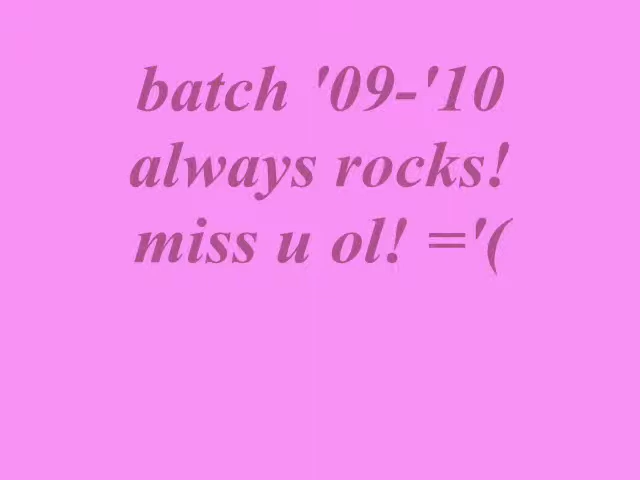 batch '09-'10
always rocks!
miss u ol! ='(